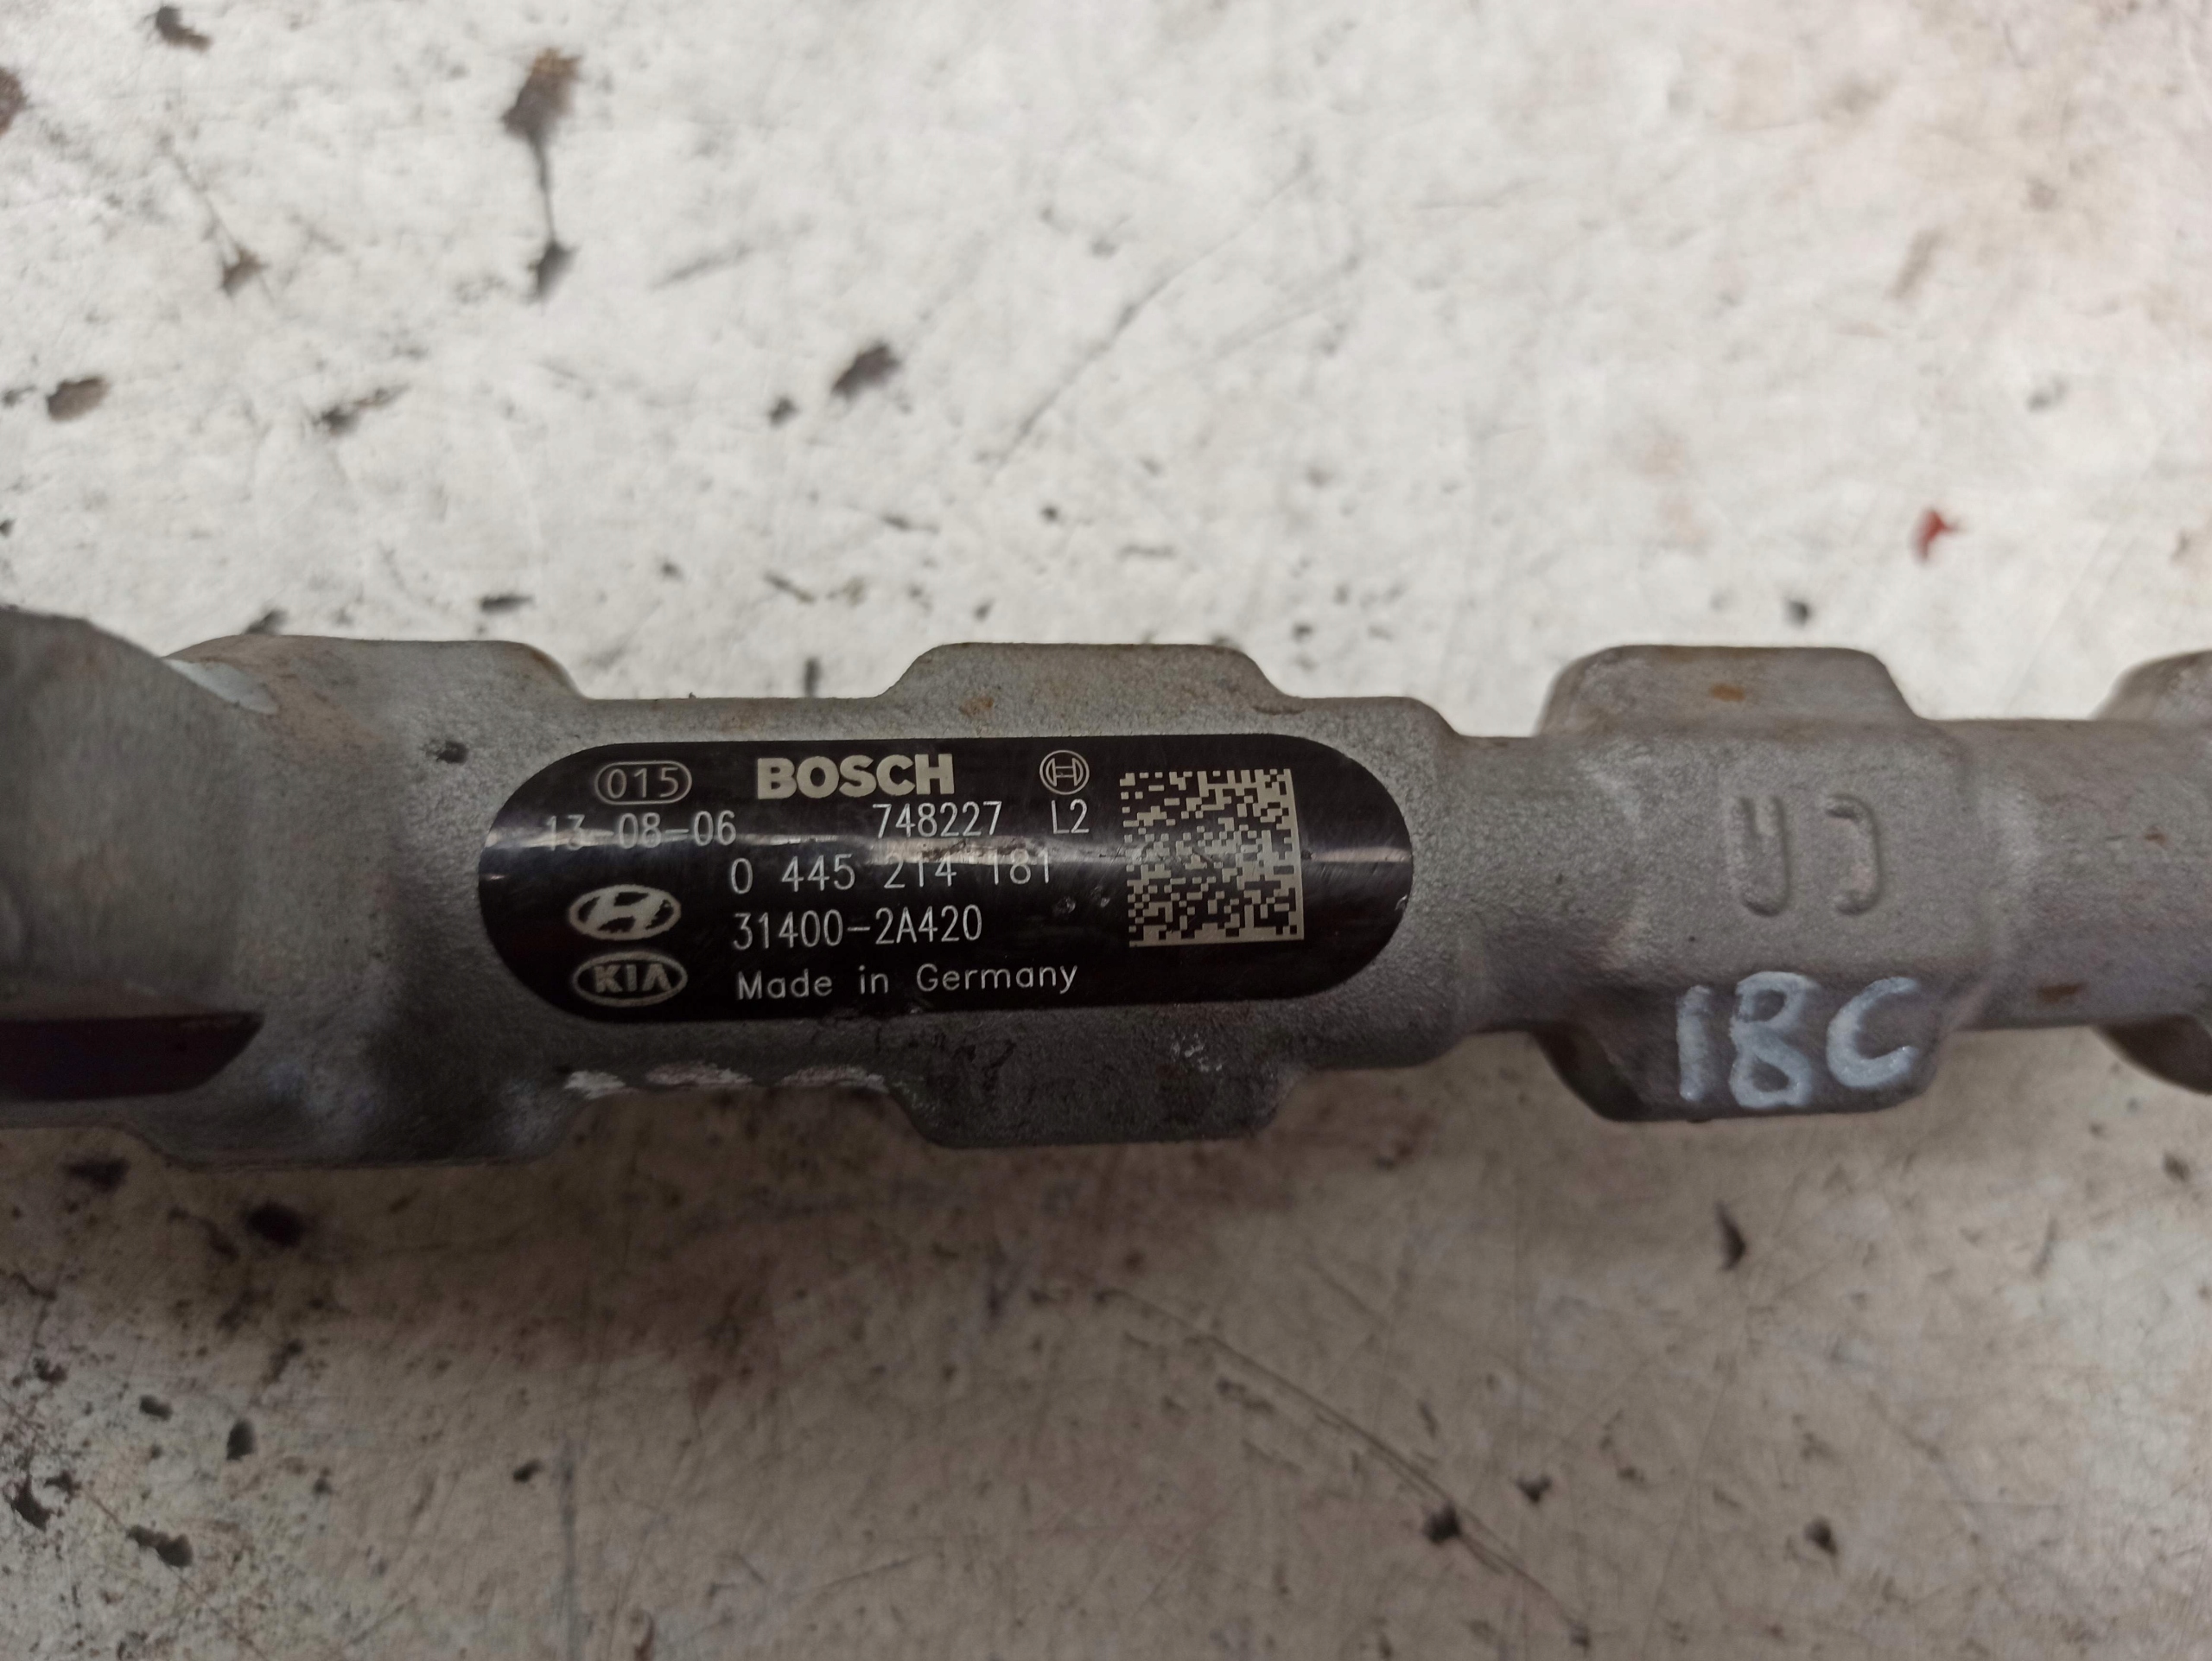 015 BOSCH
13-08-06 748227 L2
0 445 214 181
31400-2A420
KIA Made in Germany
18C